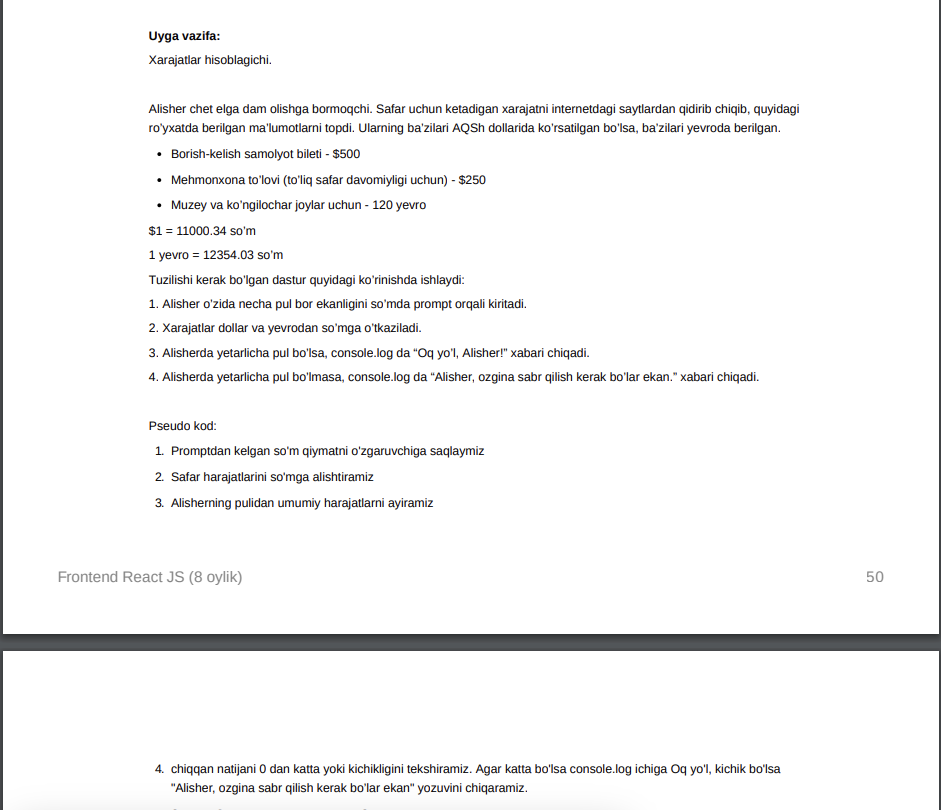 Uyga vazifa:
Xarajatlar hisoblagichi.
Alisher chet elga dam olishga bormoqchi. Safar uchun ketadigan xarajatni internetdagi saytlardan qidirib chiqib, quyidagi
ro’yxatda berilgan ma’lumotlarni topdi. Ularning ba’zilari AQSh dollarida ko’rsatilgan bo’lsa, ba’zilari yevroda berilgan.
• Borish-kelish samolyot bileti - $500
• Mehmonxona to’lovi (to’liq safar davomiyligi uchun) - $250
• Muzey va ko’ngilochar joylar uchun - 120 yevro
$1 = 11000.34 so’m
1 yevro = 12354.03 so’m
Tuzilishi kerak bo’lgan dastur quyidagi ko’rinishda ishlaydi:
1. Alisher o’zida necha pul bor ekanligini so’mda prompt orqali kiritadi.
2. Xarajatlar dollar va yevrodan so’mga o’tkaziladi.
3. Alisherda yetarlicha pul bo’lsa, console.log da “Oq yo’l, Alisher!” xabari chiqadi.
4. Alisherda yetarlicha pul bo’lmasa, console.log da “Alisher, ozgina sabr qilish kerak bo’lar ekan.” xabari chiqadi.
Pseudo kod:
1. Promptdan kelgan so'm qiymatni o'zgaruvchiga saqlaymiz
2. Safar harajatlarini so'mga alishtiramiz
3. Alisherning pulidan umumiy harajatlarni ayiramiz
Frontend React JS (8 oylik) 50
4. chiqqan natijani 0 dan katta yoki kichikligini tekshiramiz. Agar katta bo'lsa console.log ichiga Oq yo'l, kichik bo'lsa
"Alisher, ozgina sabr qilish kerak bo'lar ekan" yozuvini chiqaramiz.